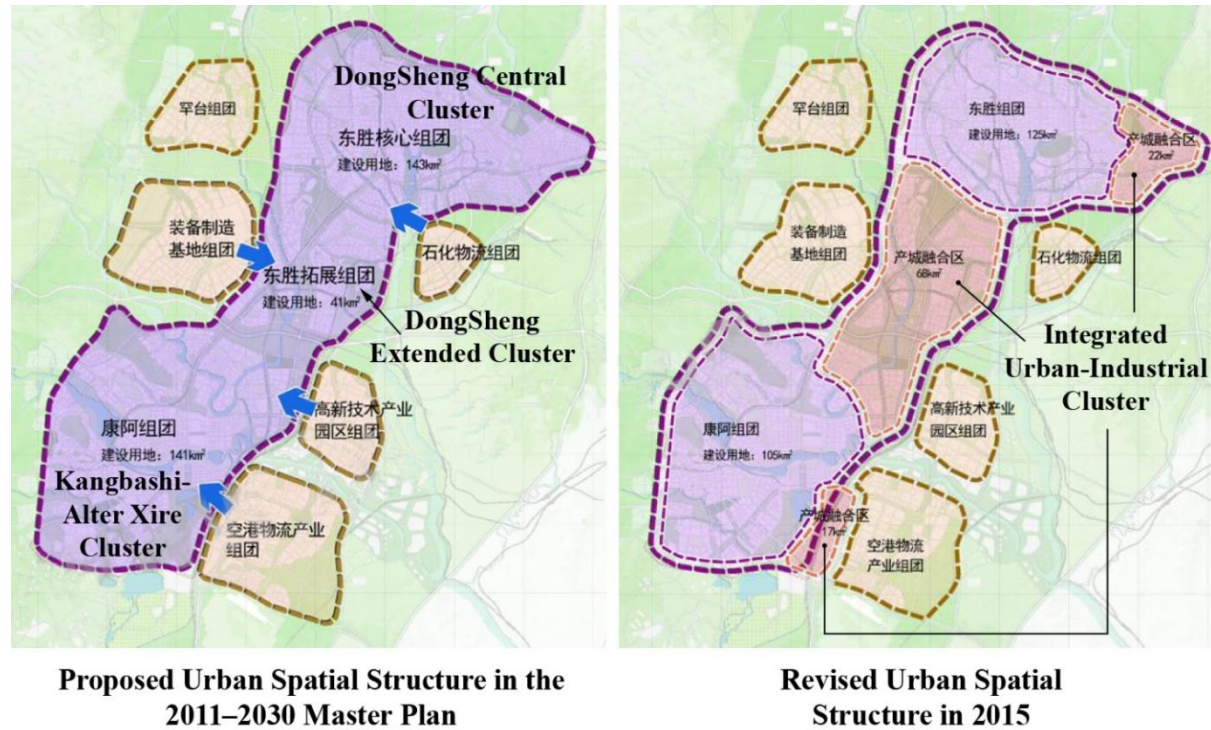 DongSheng Central
Cluster
罕台组团
东胜核心组团
建设用地：143k㎡
装备制造
基地组团
石化物流组团
东胜拓展组团
建设用地：41k㎡
DongSheng
Extended Cluster
高新技术产业
园区组团
康阿组团
建设用地：141k㎡
Kangbashi-
Alter Xire
Cluster
空港物流产业
组团
罕台组团
东胜组团
建设用地：125k㎡
产城融合区
22k㎡
装备制造
基地组团
产城融合区
68k㎡
石化物流组团
Integrated
Urban-Industrial
Cluster
高新技术产业
园区组团
康阿组团
建设用地：105k㎡
产城融合区
17k㎡
空港物流
产业组团
Proposed Urban Spatial Structure in the
2011–2030 Master Plan
Revised Urban Spatial
Structure in 2015